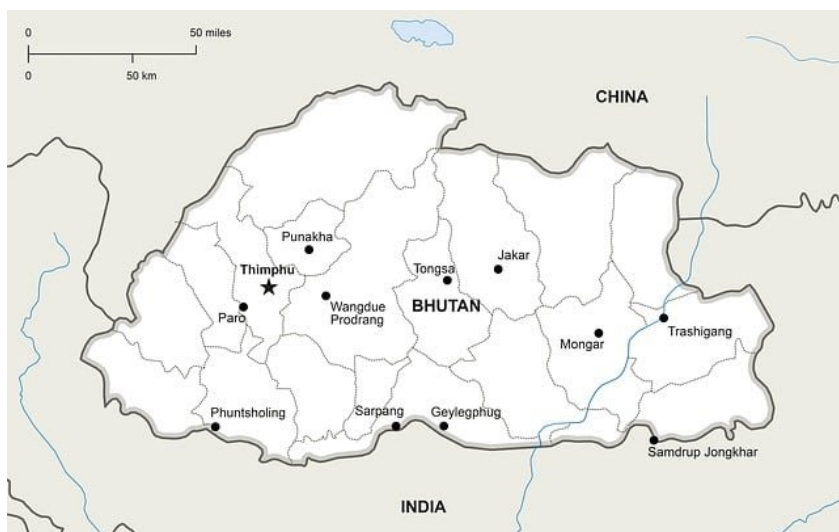 0 50 miles
0 50 km
CHINA
Punakha
Thimphu
Tongsa
Jakar
Paro
Wangdue
Prodrang
BHUTAN
Trashigang
Mongar
Phuntsholing
Sarpang
Geylegphug
Samdrup Jongkhar
INDIA